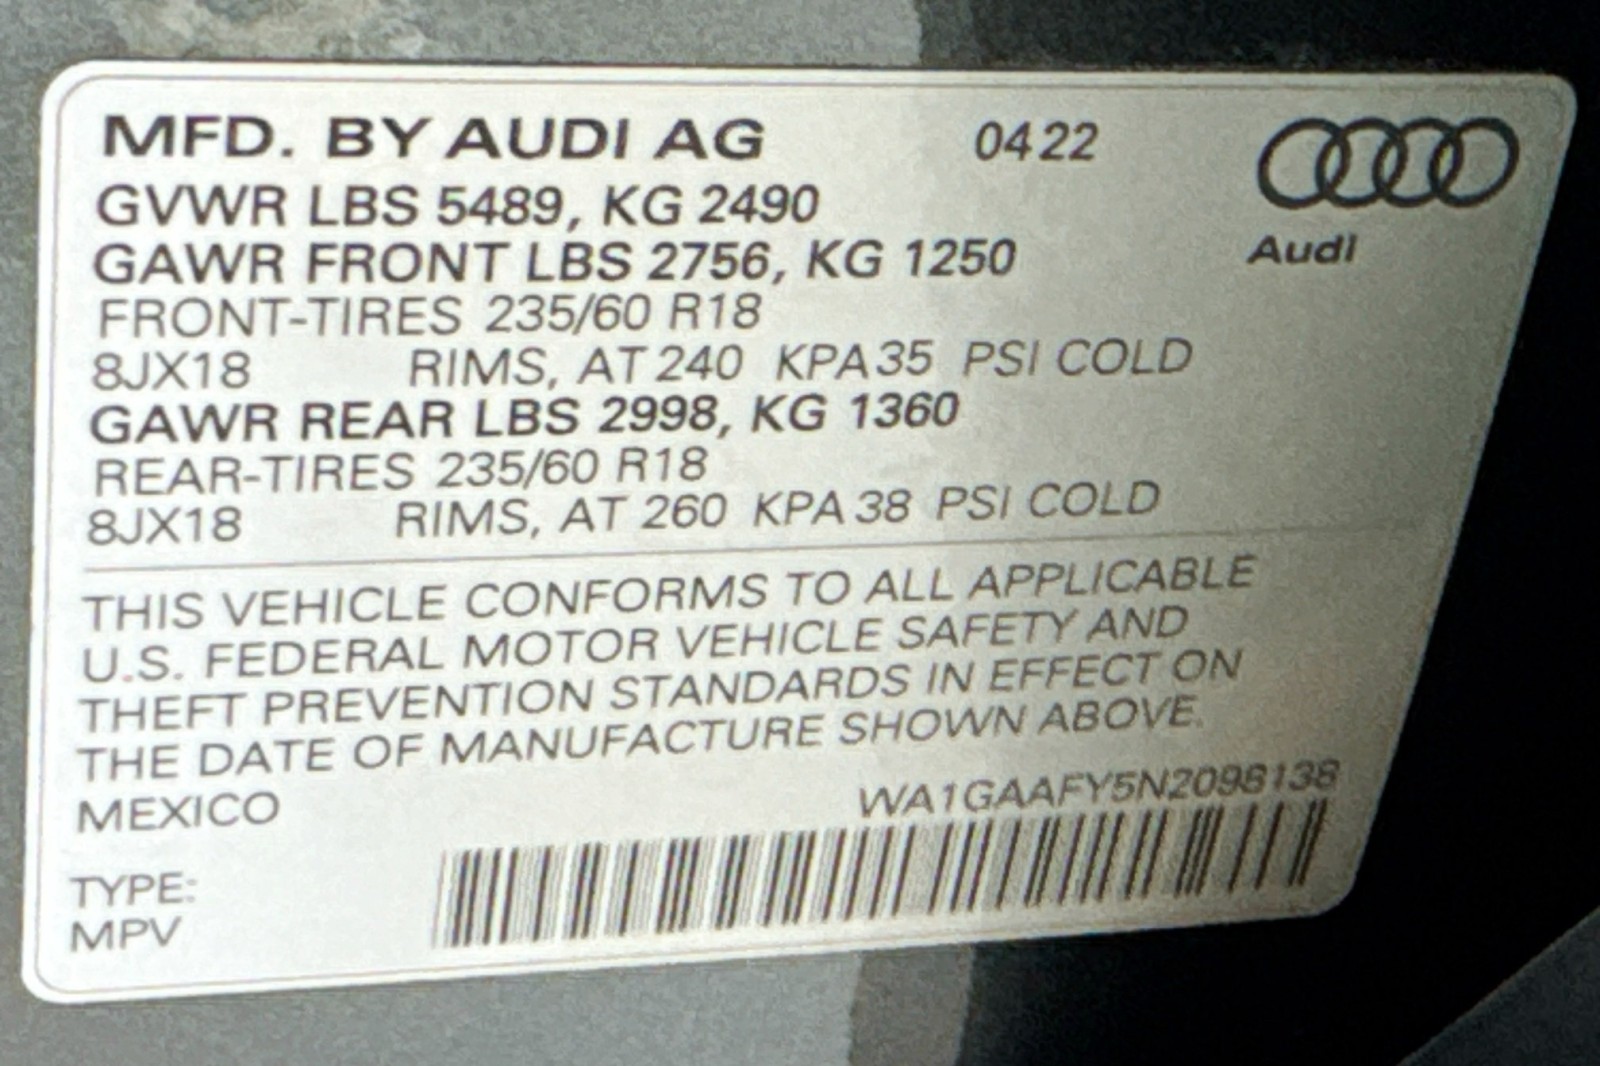 MFD. BY AUDI AG 0422
GVWR LBS 5489, KG 2490
Audi
GAWR FRONT LBS 2756, KG 1250
FRONT-TIRES 235/60 R18
8JX18 RIMS, AT 240 KPA 35 PSI COLD
GAWR REAR LBS 2998, KG 1360
REAR-TIRES 235/60 R18
8JX18 RIMS, AT 260 KPA 38 PSI COLD
THIS VEHICLE CONFORMS TO ALL APPLICABLE
U.S. FEDERAL MOTOR VEHICLE SAFETY AND
THEFT PREVENTION STANDARDS IN EFFECT ON
THE DATE OF MANUFACTURE SHOWN ABOVE.
MEXICO WA1GAAFY5N2096138
TYPE:
MPV